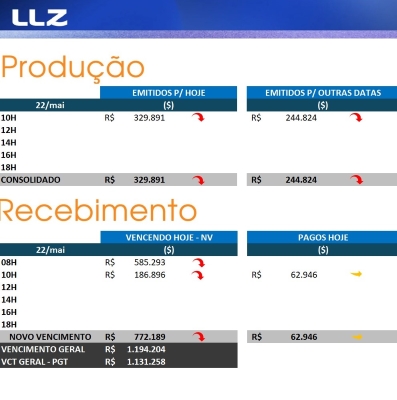 LLZ
Produção
EMITIDOS P/ HOJE EMITIDOS P/ OUTRAS DATAS
22/mai ($) ($)
10H R$ 329.891 R$ 244.824
12H
14H
16H
18H
CONSOLIDADO R$ 329.891 R$ 244.824
Recebimento
VENCENDO HOJE - NV PAGOS HOJE
22/mai ($) ($)
08H R$ 585.293
10H R$ 186.896 R$ 62.946
12H
14H
16H
18H
NOVO VENCIMENTO R$ 772.189 R$ 62.946
VENCIMENTO GERAL R$ 1.194.204
VCT GERAL - PGT R$ 1.131.258